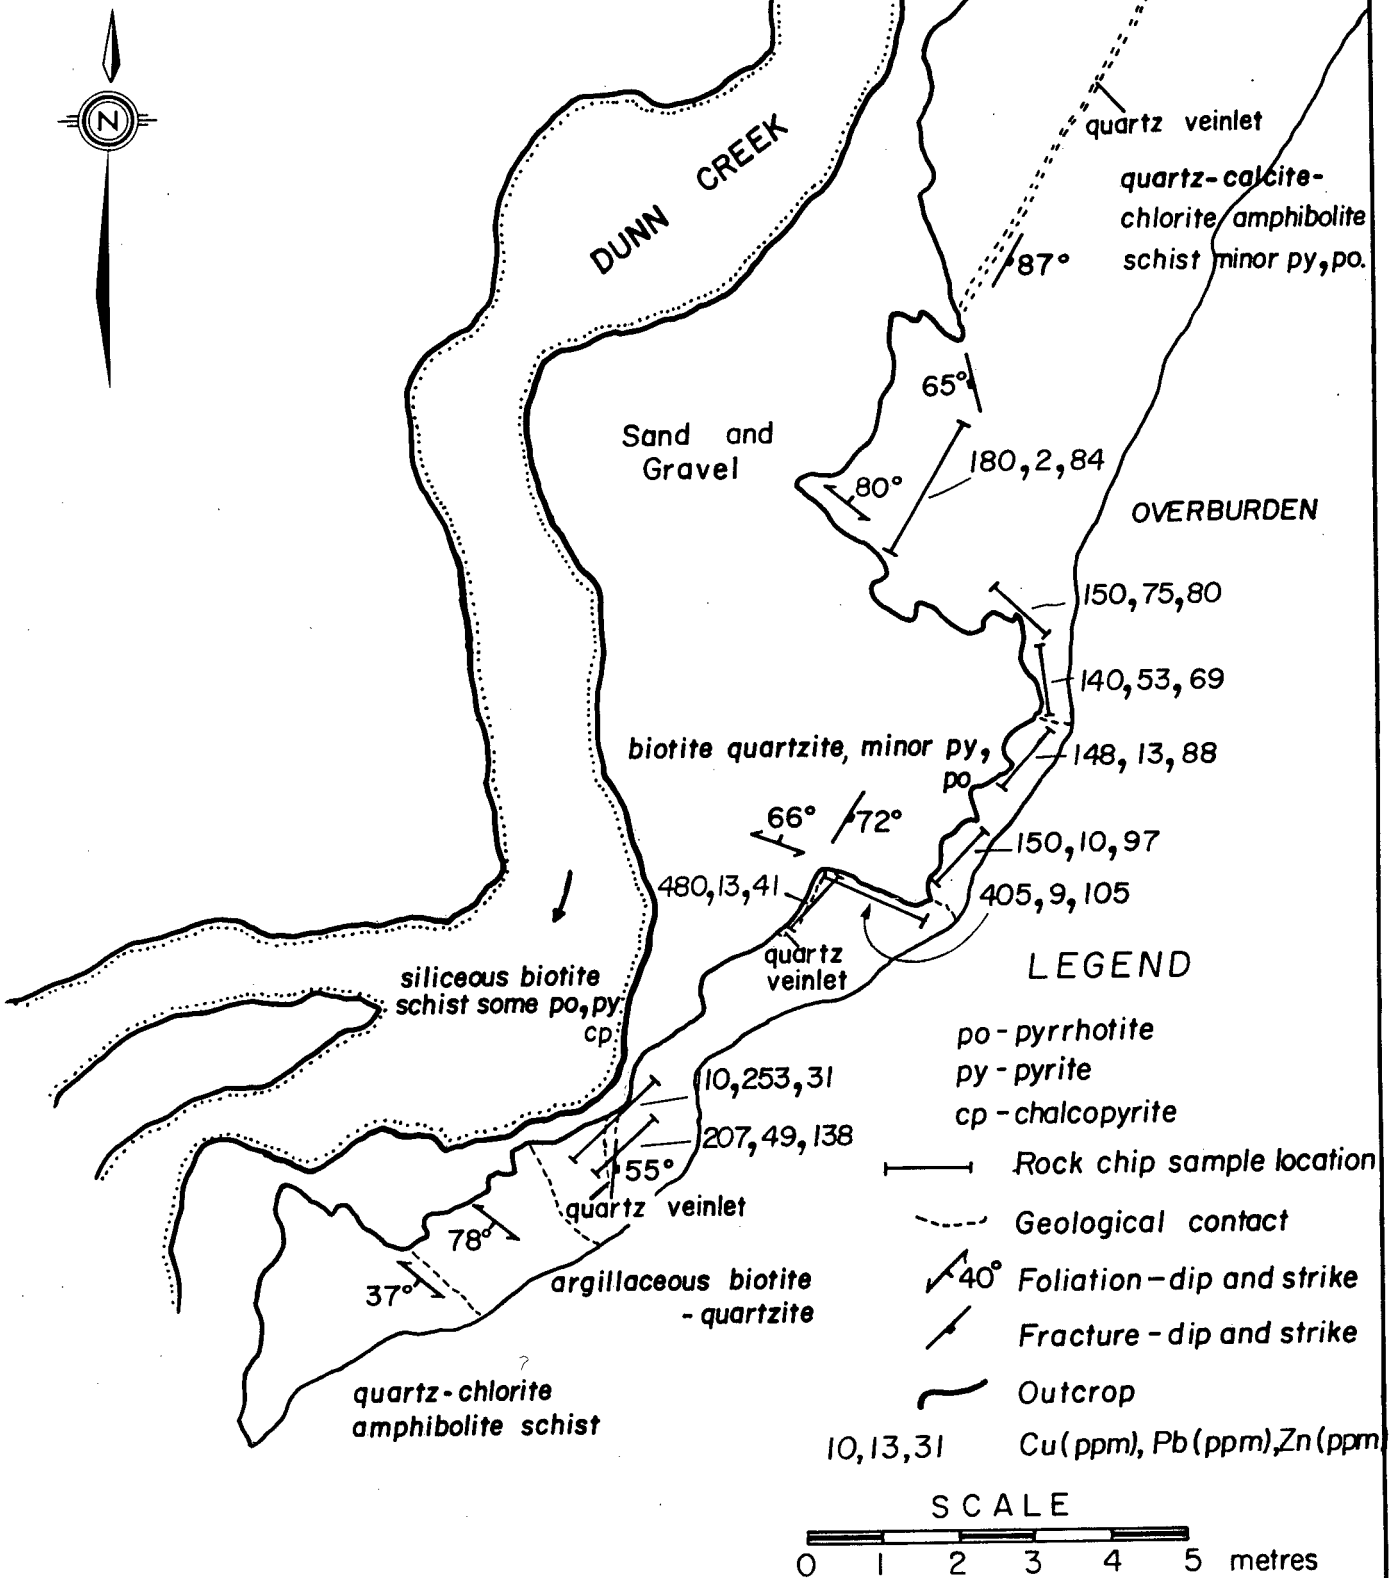 N
DUNN CREEK
quartz veinlet
quartz-calcite-
chlorite amphibolite
schist minor py, po.
87°
65°
Sand and
Gravel
180, 2, 84
80°
OVERBURDEN
150, 75, 80
140, 53, 69
biotite quartzite, minor py,
po
148, 13, 88
66°
72°
150, 10, 97
480, 13, 41
405, 9, 105
quartz
veinlet
siliceous biotite
schist some po, py
cp
10, 253, 31
207, 49, 138
55°
quartz veinlet
78°
37°
argillaceous biotite
- quartzite
?
quartz-chlorite
amphibolite schist
LEGEND
po - pyrrhotite
py - pyrite
cp - chalcopyrite
Rock chip sample location
Geological contact
40° Foliation - dip and strike
Fracture - dip and strike
Outcrop
10, 13, 31 Cu (ppm), Pb (ppm), Zn (ppm
SCALE
0 1 2 3 4 5 metres